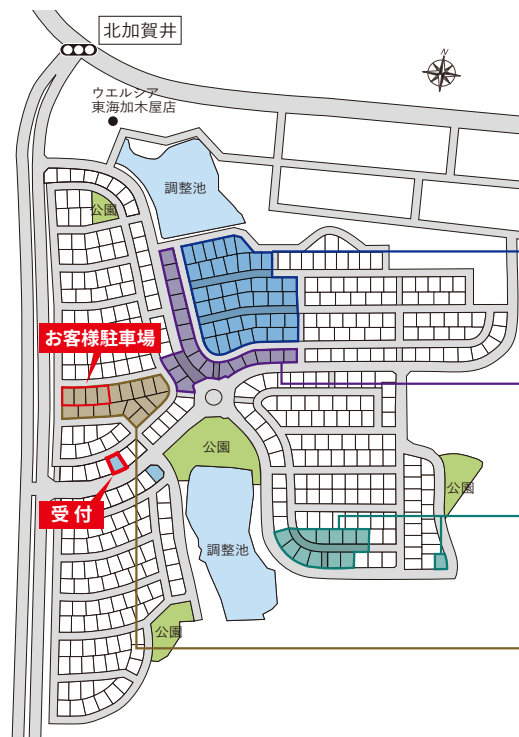 北加賀井
N
ウエルシア
東海加木屋店
調整池
公園
お客様駐車場
公園
公園
受付
調整池
公園